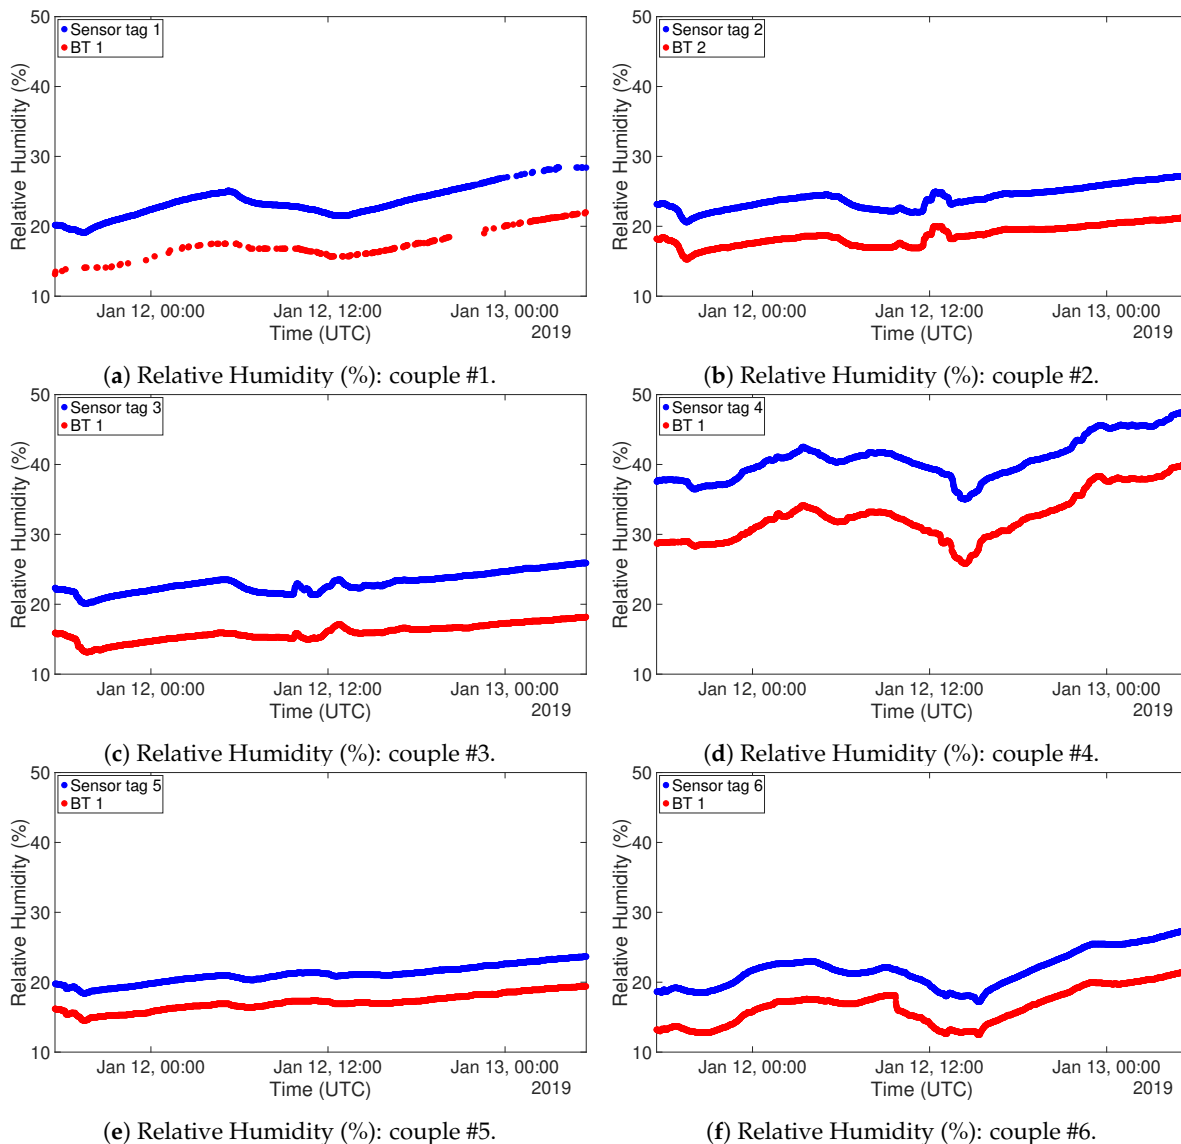 50
40
30
20
10
Relative Humidity (%)
Sensor tag 1
BT 1
Jan 12, 00:00
Jan 12, 12:00
Jan 13, 00:00
Time (UTC)
2019
(a) Relative Humidity (%): couple #1.
50
40
30
20
10
Relative Humidity (%)
Sensor tag 2
BT 2
Jan 12, 00:00
Jan 12, 12:00
Jan 13, 00:00
Time (UTC)
2019
(b) Relative Humidity (%): couple #2.
50
40
30
20
10
Relative Humidity (%)
Sensor tag 3
BT 1
Jan 12, 00:00
Jan 12, 12:00
Jan 13, 00:00
Time (UTC)
2019
(c) Relative Humidity (%): couple #3.
50
40
30
20
10
Relative Humidity (%)
Sensor tag 4
BT 1
Jan 12, 00:00
Jan 12, 12:00
Jan 13, 00:00
Time (UTC)
2019
(d) Relative Humidity (%): couple #4.
50
40
30
20
10
Relative Humidity (%)
Sensor tag 5
BT 1
Jan 12, 00:00
Jan 12, 12:00
Jan 13, 00:00
Time (UTC)
2019
(e) Relative Humidity (%): couple #5.
50
40
30
20
10
Relative Humidity (%)
Sensor tag 6
BT 1
Jan 12, 00:00
Jan 12, 12:00
Jan 13, 00:00
Time (UTC)
2019
(f) Relative Humidity (%): couple #6.